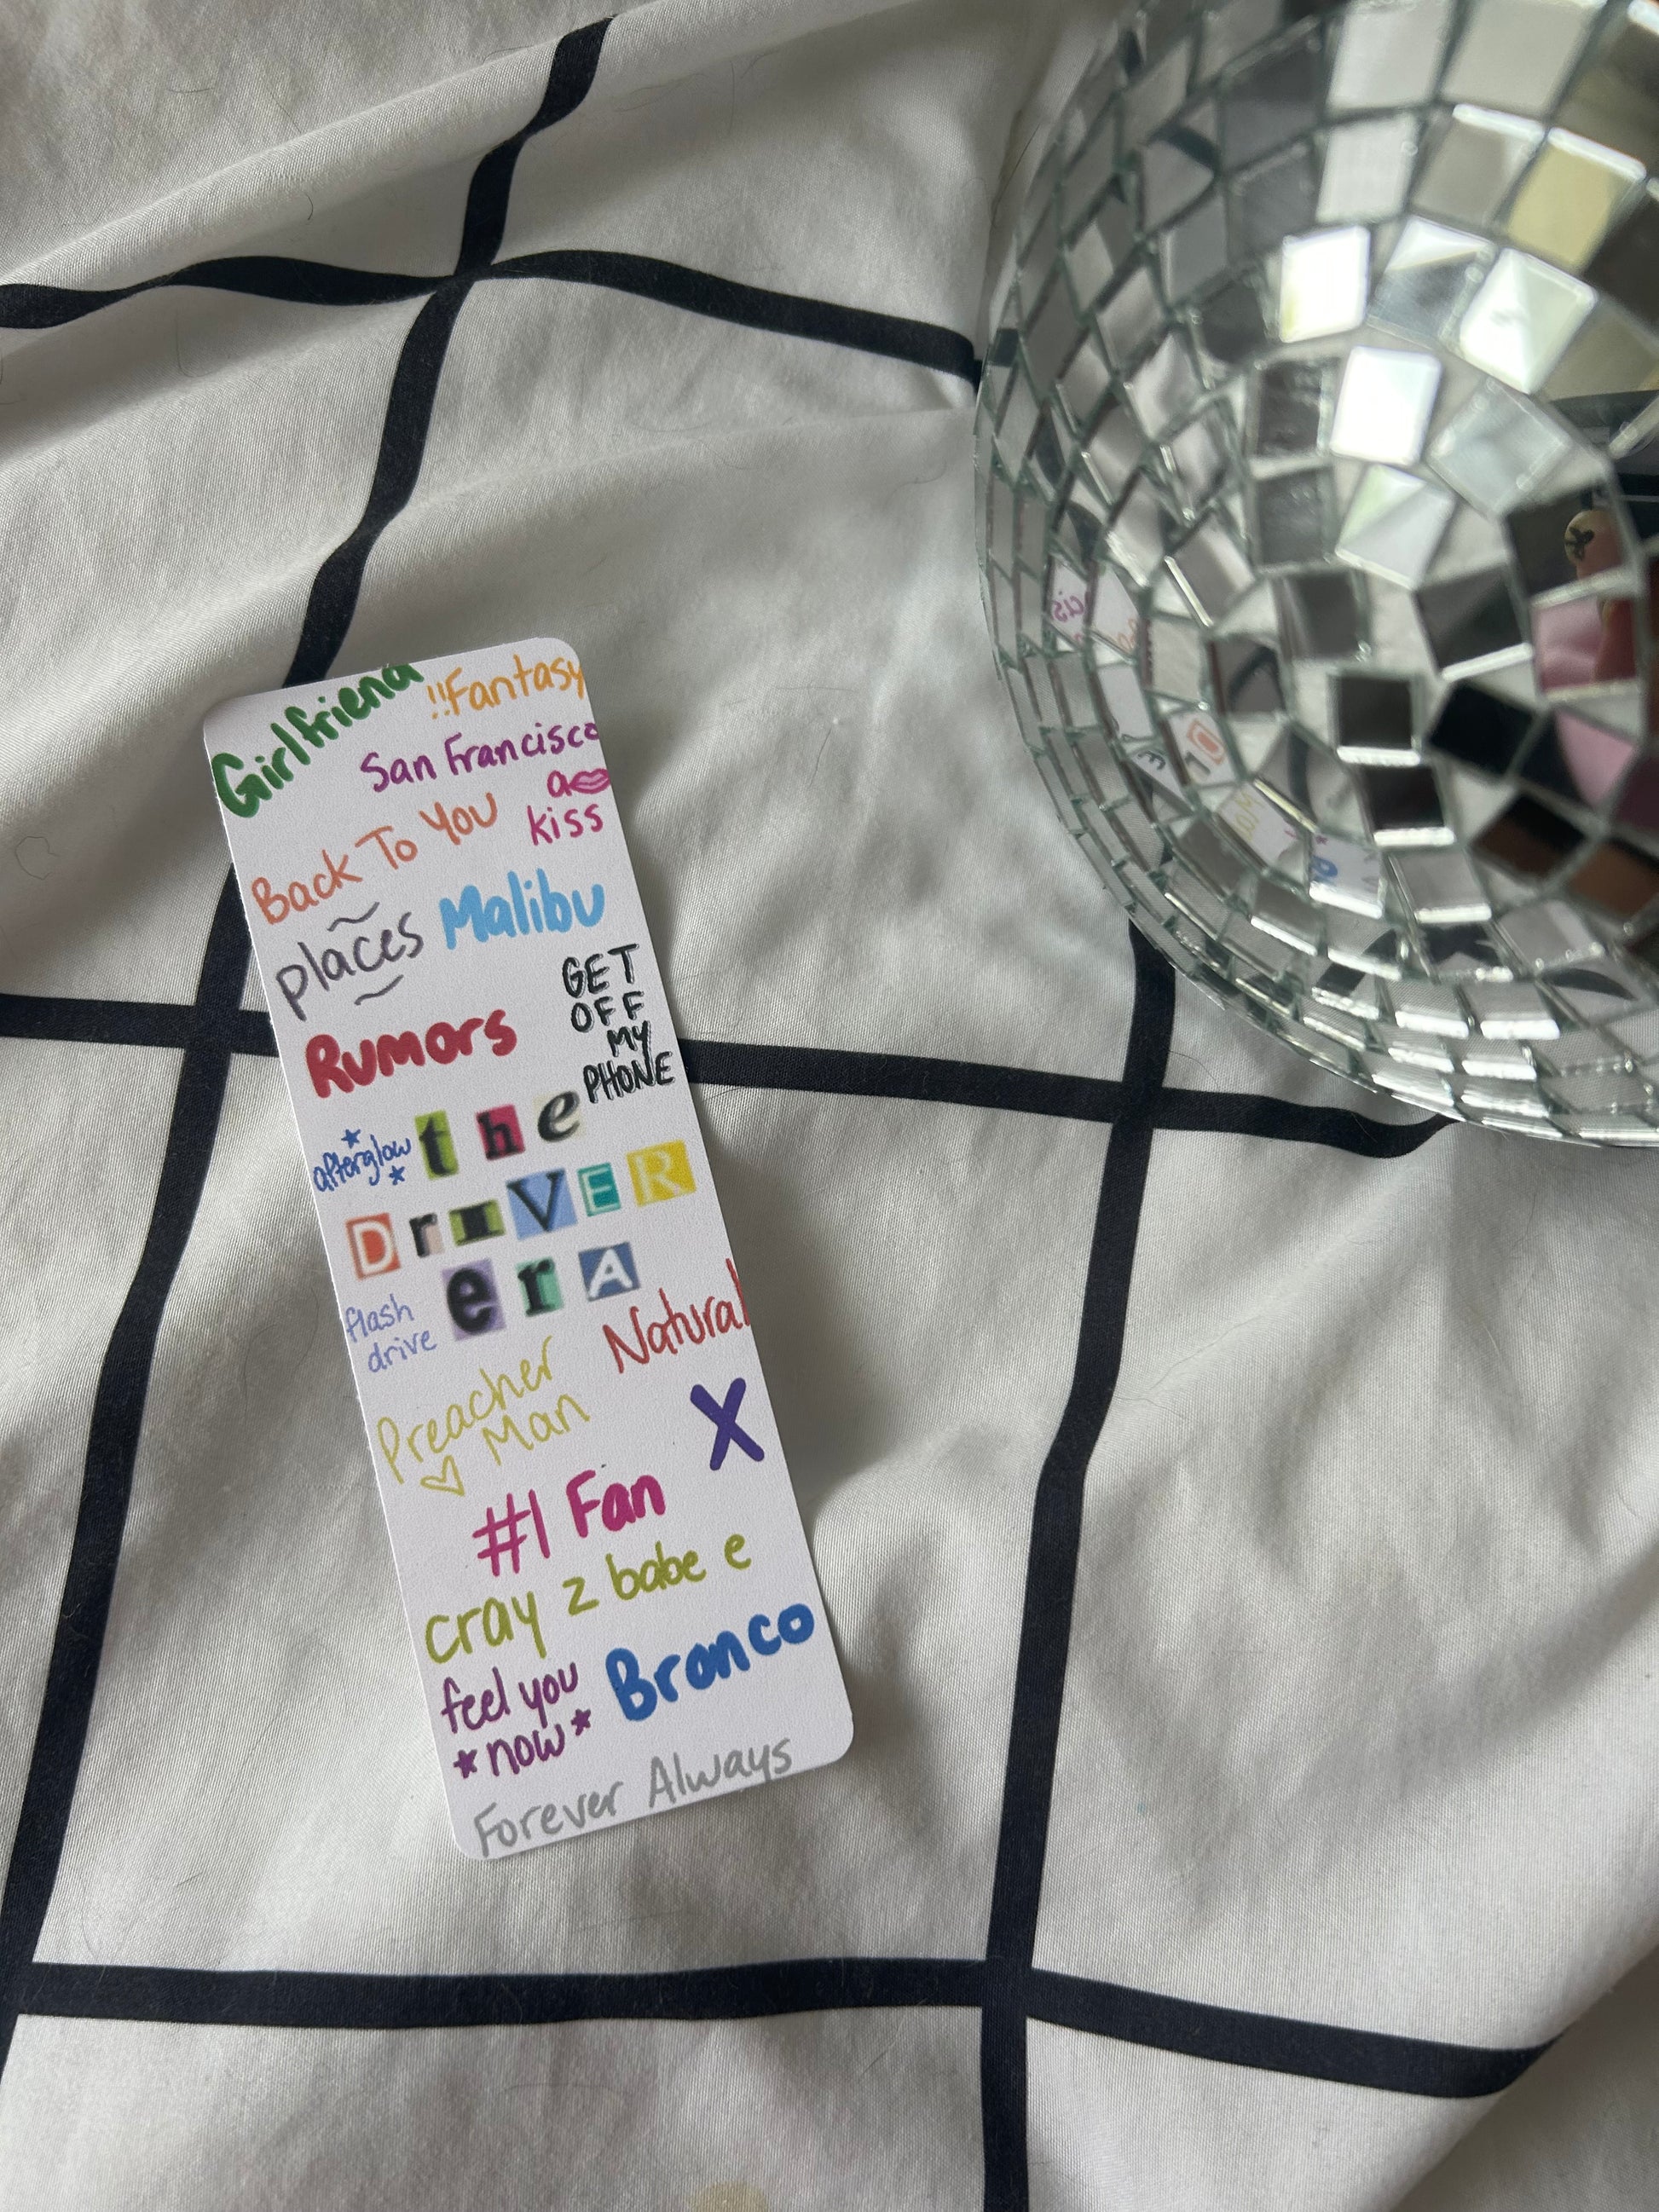 Girlfriend
!!Fantasy
San Francisco
a
kiss
Back To You
places
Malibu
GET
OFF
MY
PHONE
Rumors
afterglow
the
DrIVER
erA
flash
drive
Natural
Preacher
Man
X
#1 Fan
cray z babe e
feel you
now
Bronco
Forever Always